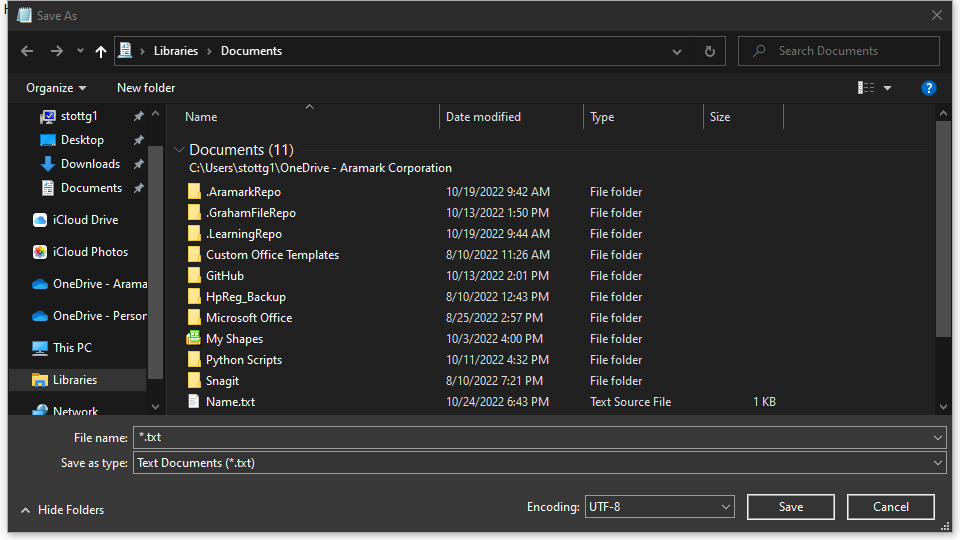 Save As
Libraries > Documents
Search Documents
Organize New folder
Name Date modified Type Size
stottg1
Desktop
Downloads
Documents
iCloud Drive
iCloud Photos
OneDrive - Arama
OneDrive - Person
This PC
Libraries
Network
Documents (11)
C:\Users\stottg1\OneDrive - Aramark Corporation
.AramarkRepo 10/19/2022 9:42 AM File folder
.GrahamFileRepo 10/13/2022 1:50 PM File folder
.LearningRepo 10/19/2022 9:44 AM File folder
Custom Office Templates 8/10/2022 11:26 AM File folder
GitHub 10/13/2022 2:01 PM File folder
HpReg_Backup 8/10/2022 12:43 PM File folder
Microsoft Office 8/25/2022 2:57 PM File folder
My Shapes 10/3/2022 4:00 PM File folder
Python Scripts 10/11/2022 4:32 PM File folder
Snagit 8/10/2022 7:21 PM File folder
Name.txt 10/24/2022 6:43 PM Text Source File 1 KB
File name: *.txt
Save as type: Text Documents (*.txt)
Hide Folders
Encoding: UTF-8 Save Cancel